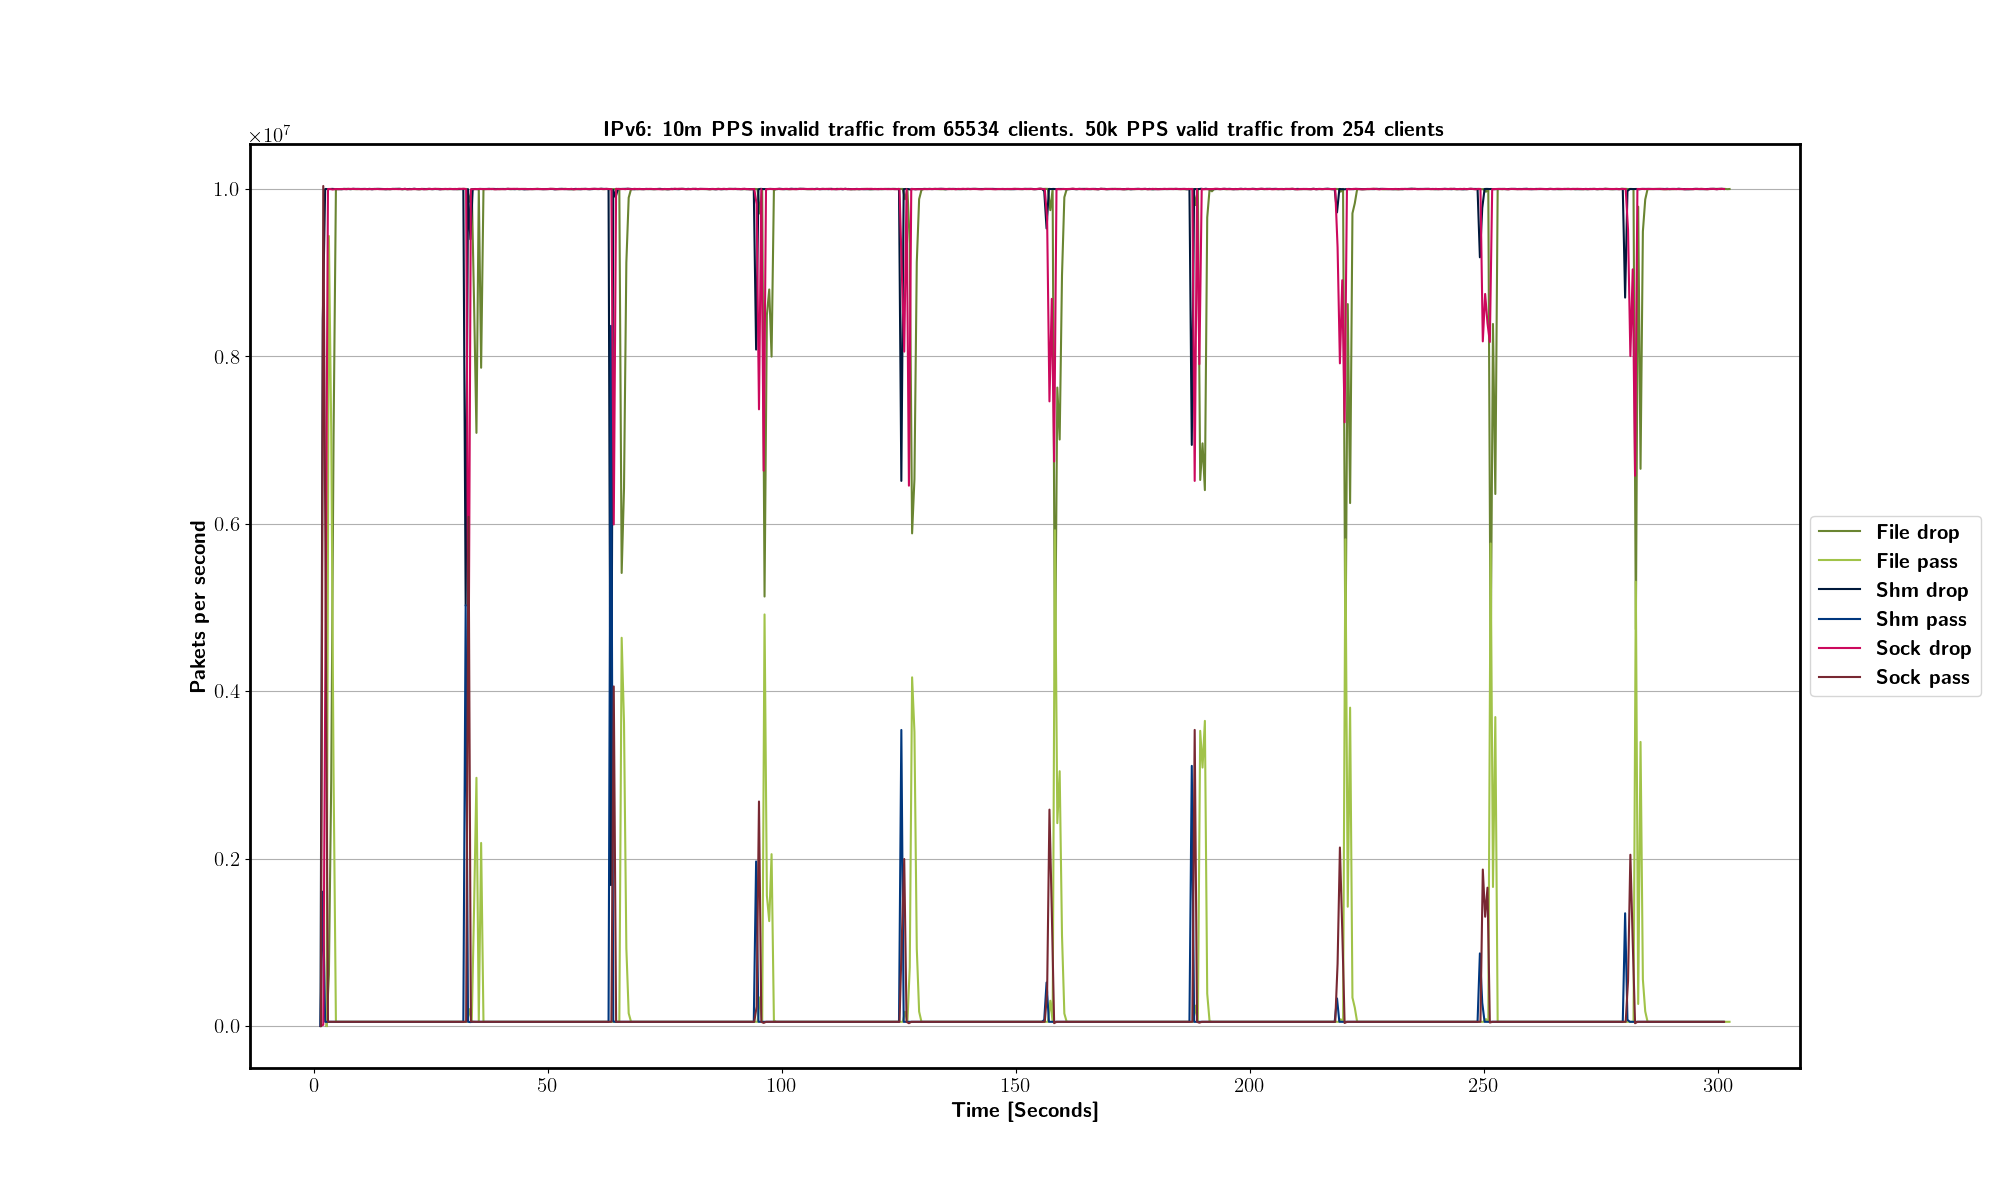 IPv6: 10m PPS invalid traffic from 65534 clients. 50k PPS valid traffic from 254 clients
×10⁷
1.0
0.8
0.6
0.4
0.2
0.0
Pakets per second
0 50 100 150 200 250 300
Time [Seconds]
File drop
File pass
Shm drop
Shm pass
Sock drop
Sock pass